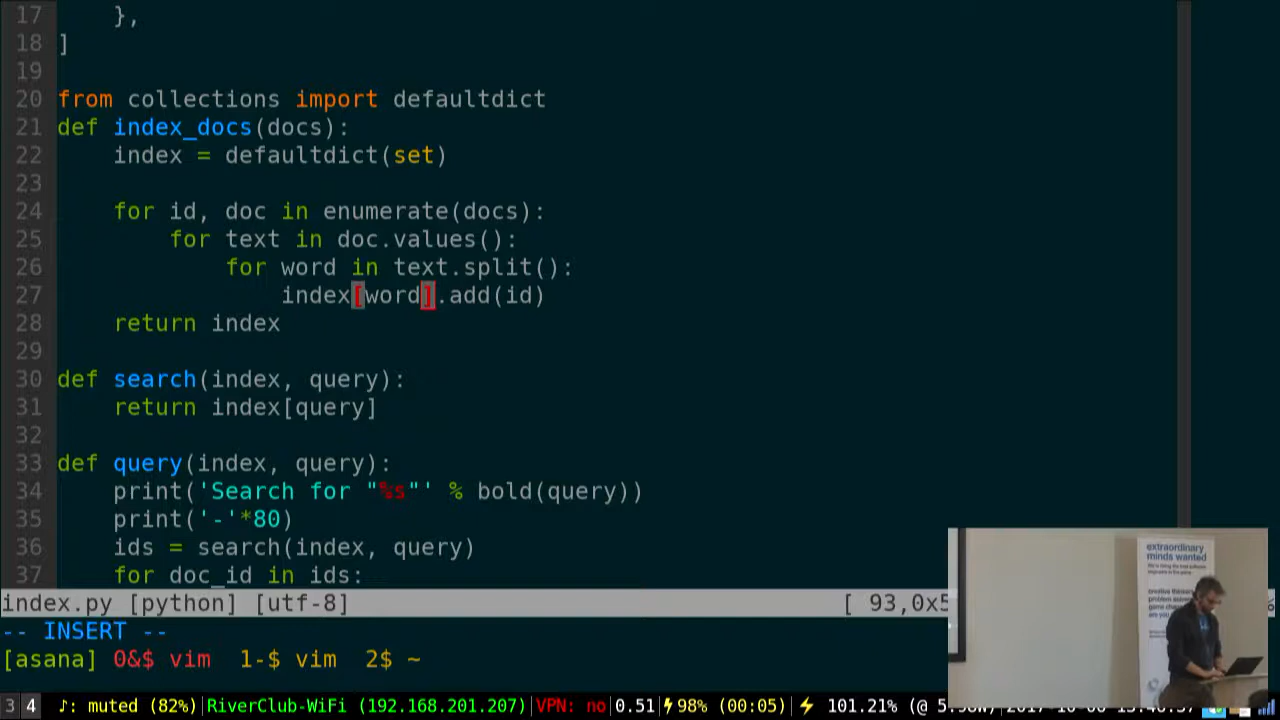 17     },
18 ]
19
20 from collections import defaultdict
21 def index_docs(docs):
22     index = defaultdict(set)
23
24     for id, doc in enumerate(docs):
25         for text in doc.values():
26             for word in text.split():
27                 index[word].add(id)
28     return index
29
30 def search(index, query):
31     return index[query]
32
33 def query(index, query):
34     print('Search for "%s"' % bold(query))
35     print('-'*80)
36     ids = search(index, query)
37     for doc_id in ids:
index.py [python] [utf-8] [ 93,0x5
-- INSERT --
[asana] 0&$ vim  1-$ vim  2$ ~
extraordinary
minds wanted
3 4 ♪: muted (82%)|RiverClub-WiFi (192.168.201.207)|VPN: no|0.51|⚡98% (00:05)|⚡ 101.21% (@